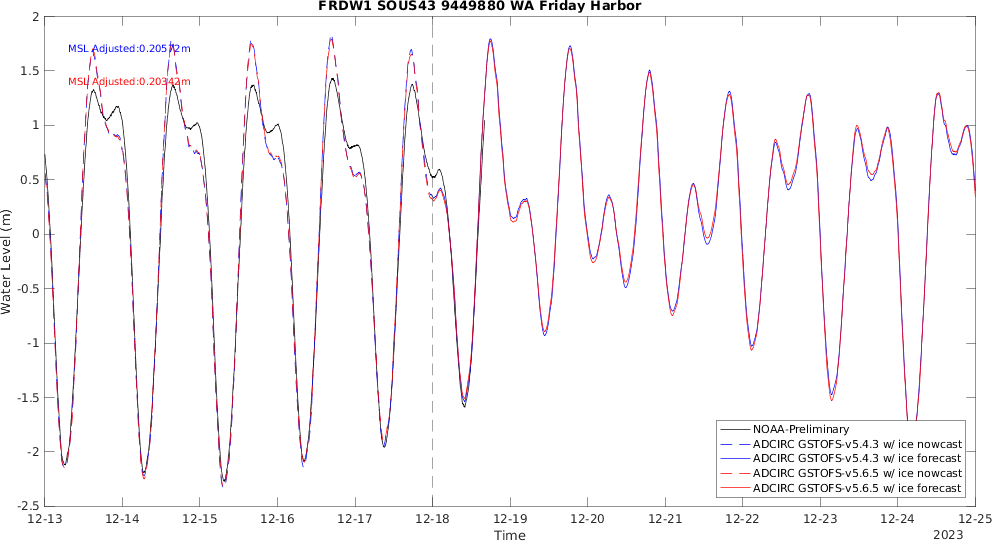 FRDW1 SOUS43 9449880 WA Friday Harbor
MSL Adjusted:0.20572m
MSL Adjusted:0.20342m
Water Level (m)
2
1.5
1
0.5
0
-0.5
-1
-1.5
-2
-2.5
NOAA-Preliminary
ADCIRC GSTOFS-v5.4.3 w/ ice nowcast
ADCIRC GSTOFS-v5.4.3 w/ ice forecast
ADCIRC GSTOFS-v5.6.5 w/ ice nowcast
ADCIRC GSTOFS-v5.6.5 w/ ice forecast
12-13 12-14 12-15 12-16 12-17 12-18 12-19 12-20 12-21 12-22 12-23 12-24 12-25
Time
2023